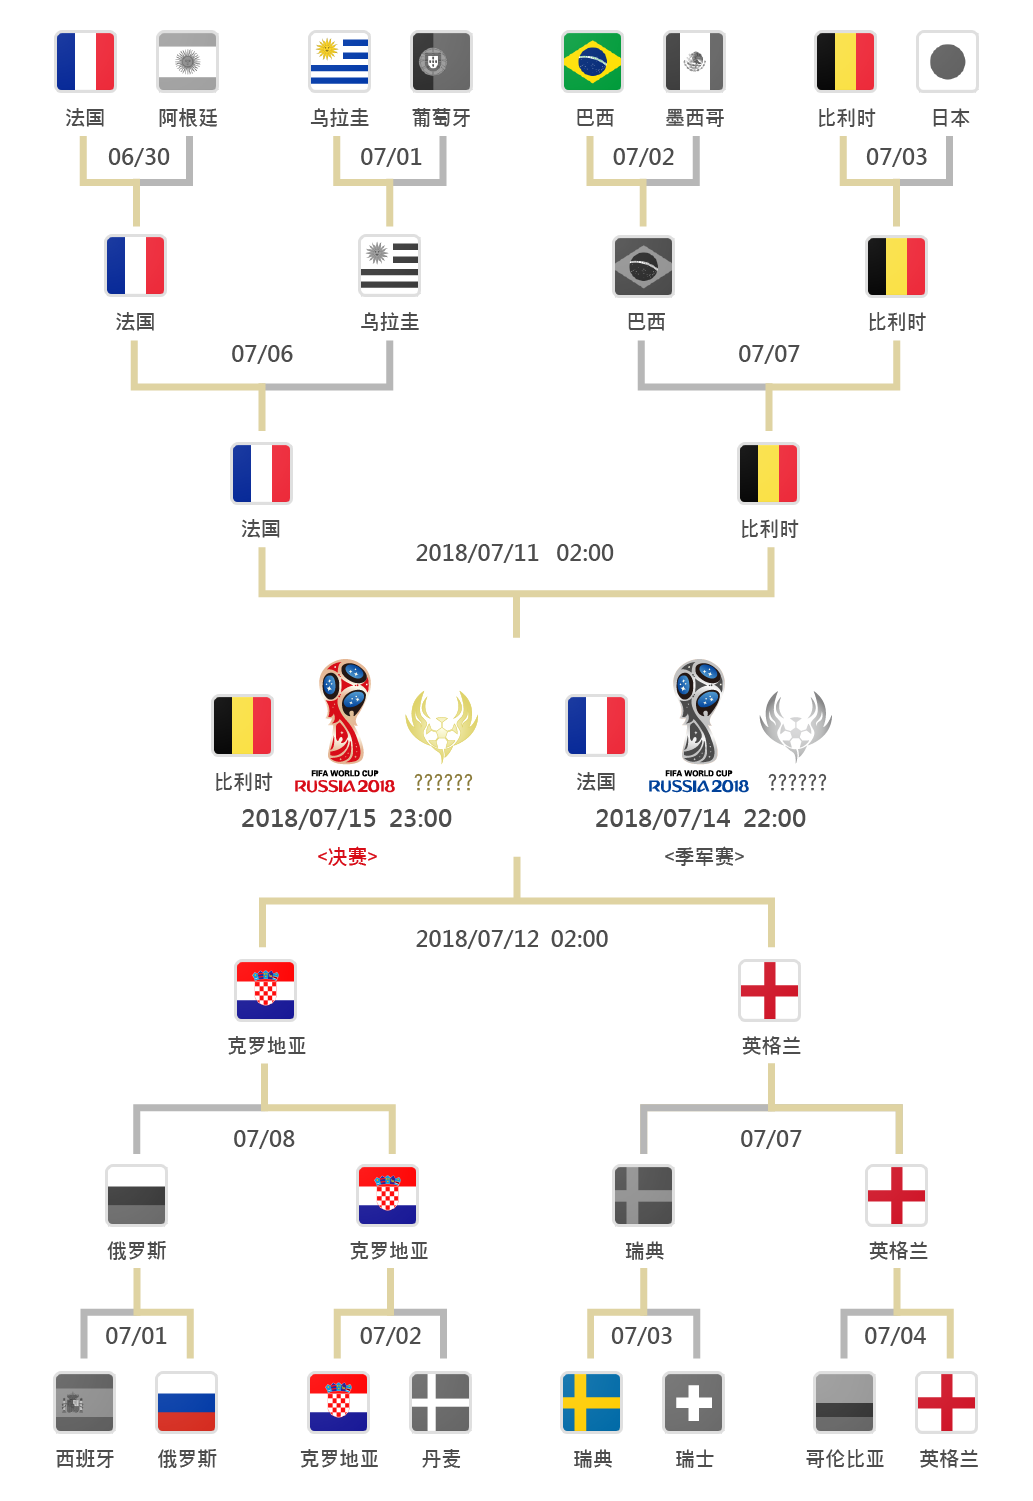 法国 阿根廷 乌拉圭 葡萄牙 巴西 墨西哥 比利时 日本
06/30 07/01 07/02 07/03
法国 乌拉圭 巴西 比利时
07/06 07/07
法国 比利时
2018/07/11 02:00
FIFA WORLD CUP FIFA WORLD CUP
比利时 RUSSIA 2018 ?????? 法国 RUSSIA 2018 ??????
2018/07/15 23:00 2018/07/14 22:00
<决赛> <季军赛>
2018/07/12 02:00
克罗地亚 英格兰
07/08 07/07
俄罗斯 克罗地亚 瑞典 英格兰
07/01 07/02 07/03 07/04
西班牙 俄罗斯 克罗地亚 丹麦 瑞典 瑞士 哥伦比亚 英格兰